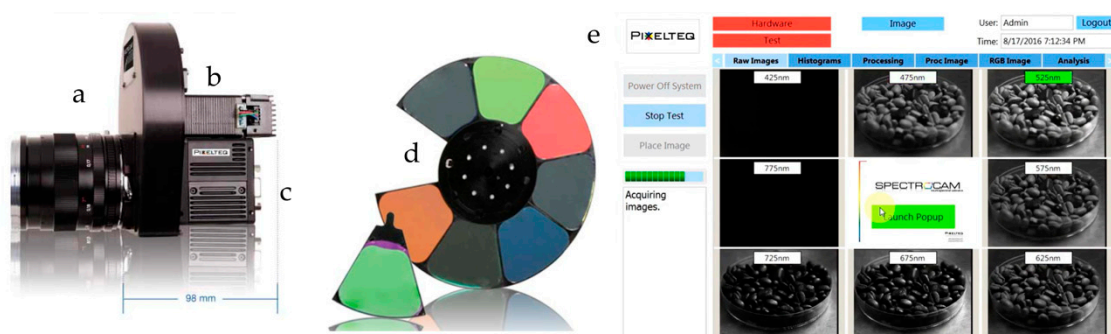 a
b
PIXELTEQ
c
98 mm
d
e
PIXELTEQ
Hardware
Test
Image
User: Admin
Logout
Time: 8/17/2016 7:12:34 PM
Raw Images
Histograms
Processing
Proc Image
RGB Image
Analysis
Power Off System
Stop Test
Place Image
Acquiring
images.
425nm
475nm
525nm
775nm
SPECTROCAM
Launch Popup
PIXELTEQ
575nm
725nm
675nm
625nm